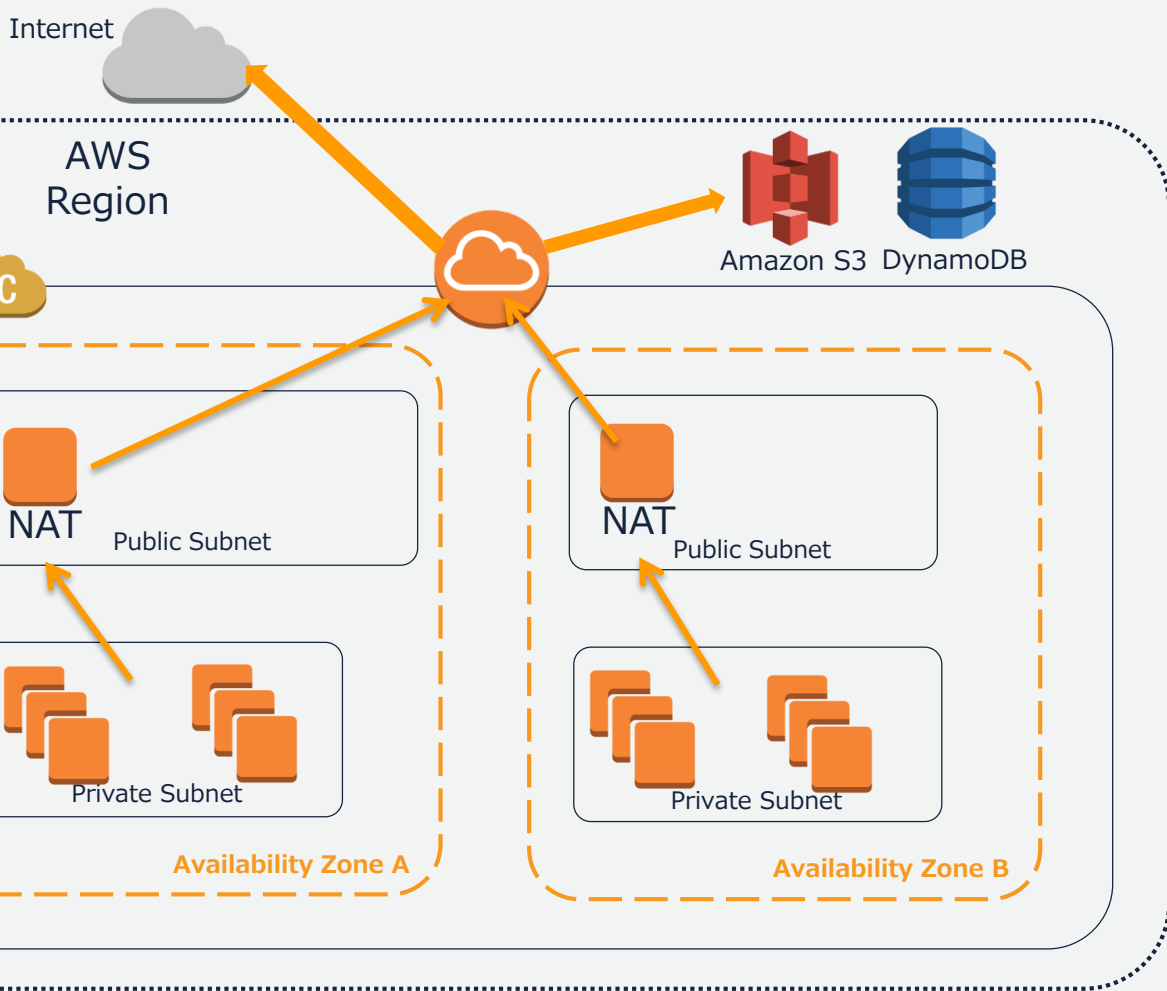 Internet
AWS
Region
Amazon S3
DynamoDB
C
NAT
Public Subnet
NAT
Public Subnet
Private Subnet
Private Subnet
Availability Zone A
Availability Zone B